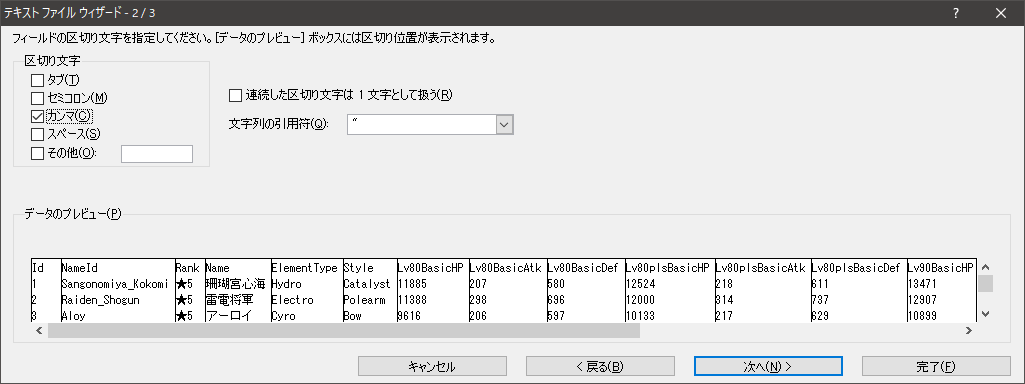 テキスト ファイル ウィザード - 2 / 3
? ×
フィールドの区切り文字を指定してください。[データのプレビュー] ボックスには区切り位置が表示されます。
区切り文字
タブ(T)
セミコロン(M)
カンマ(C)
スペース(S)
その他(O):
連続した区切り文字は 1 文字として扱う(R)
文字列の引用符(Q): "
データのプレビュー(P)
Id NameId Rank Name ElementType Style Lv80BasicHP Lv80BasicAtk Lv80BasicDef Lv80plsBasicHP Lv80plsBasicAtk Lv80plsBasicDef Lv90BasicHP
1 Sangonomiya_Kokomi ★5 珊瑚宮心海 Hydro Catalyst 11885 207 580 12524 218 611 13471
2 Raiden_Shogun ★5 雷電将軍 Electro Polearm 11388 298 696 12000 314 737 12907
3 Aloy ★5 アーロイ Cyro Bow 9616 206 597 10133 217 629 10899
キャンセル < 戻る(B) 次へ(N) > 完了(F)